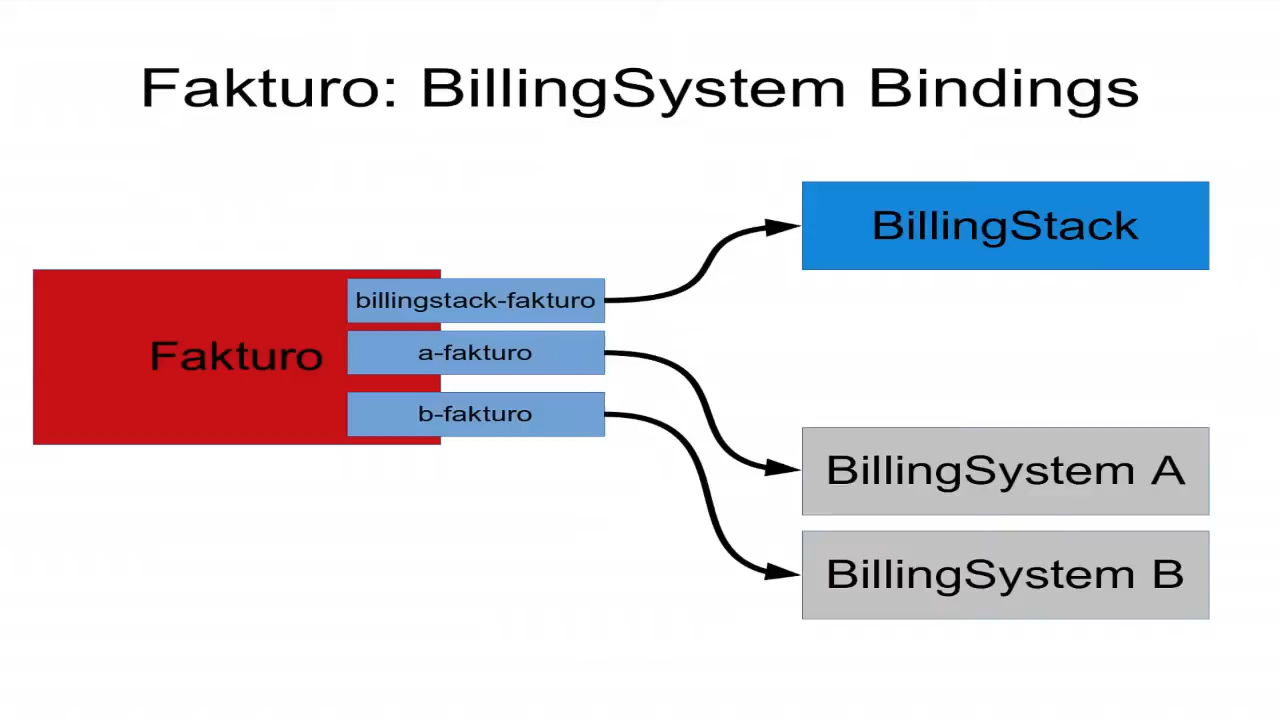 Fakturo: BillingSystem Bindings
BillingStack
Fakturo
billingstack-fakturo
a-fakturo
b-fakturo
BillingSystem A
BillingSystem B